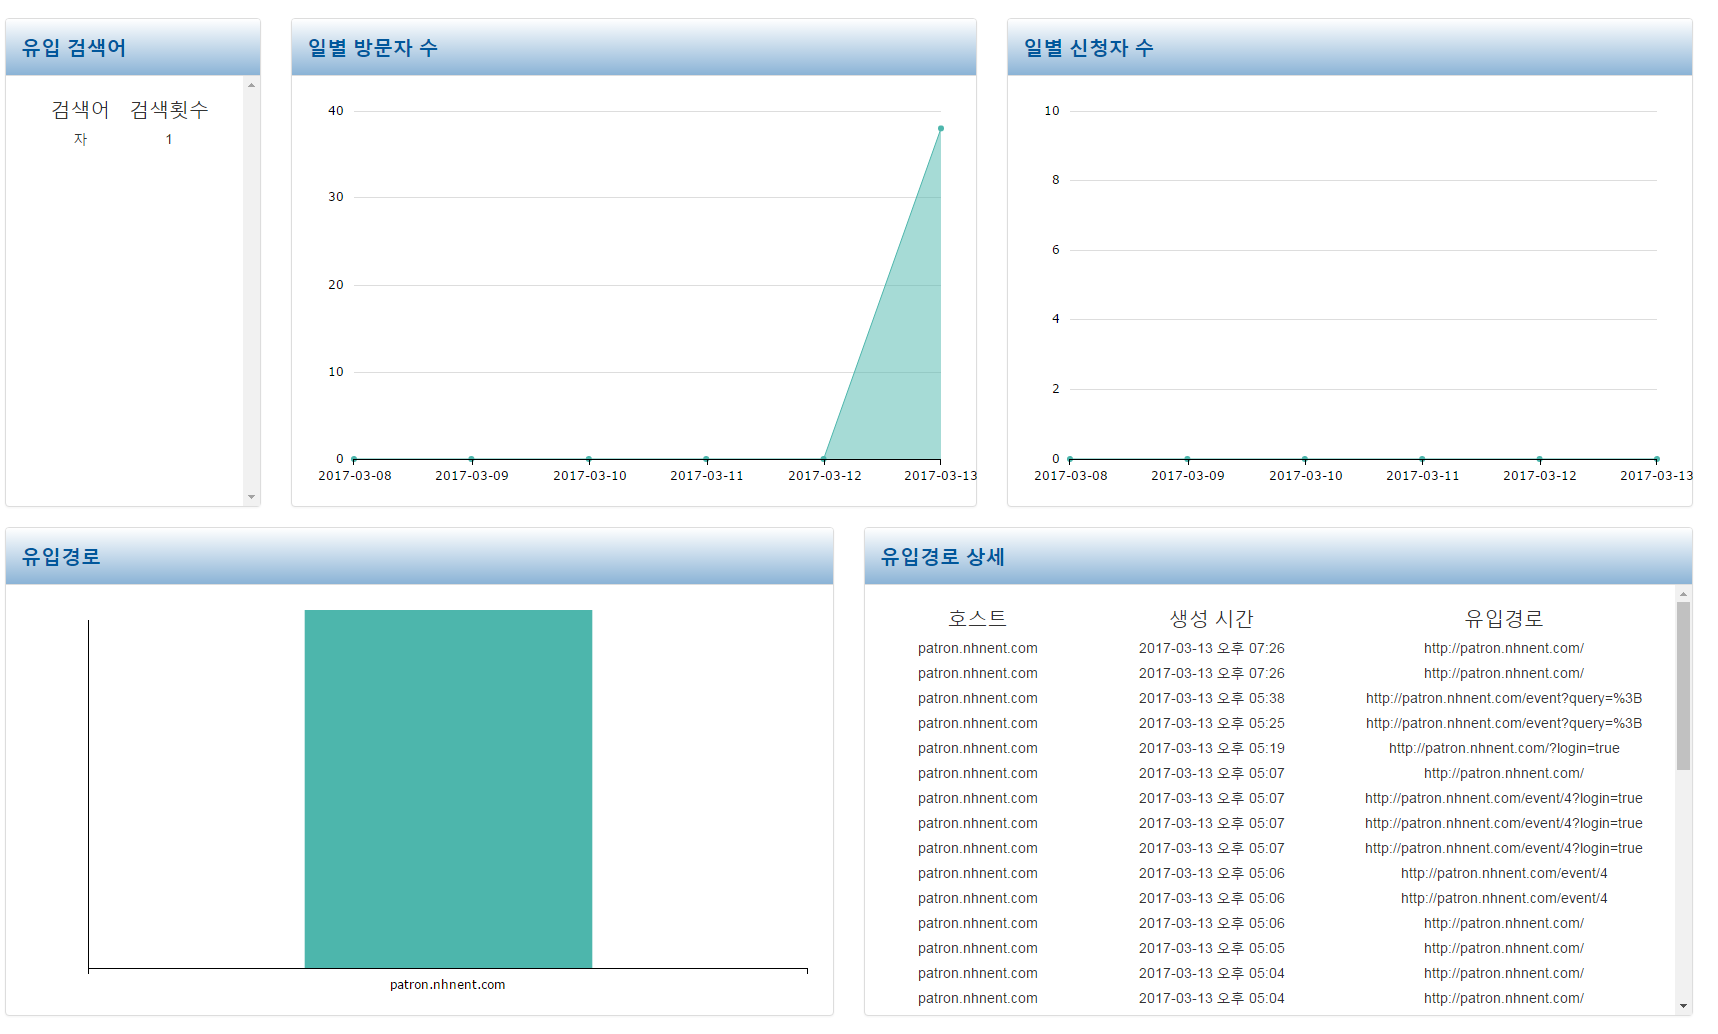 유입 검색어
검색어 검색횟수
자 1
일별 방문자 수
40
30
20
10
0
2017-03-08 2017-03-09 2017-03-10 2017-03-11 2017-03-12 2017-03-13
일별 신청자 수
10
8
6
4
2
0
2017-03-08 2017-03-09 2017-03-10 2017-03-11 2017-03-12 2017-03-13
유입경로
patron.nhnent.com
유입경로 상세
호스트 생성 시간 유입경로
patron.nhnent.com 2017-03-13 오후 07:26 http://patron.nhnent.com/
patron.nhnent.com 2017-03-13 오후 07:26 http://patron.nhnent.com/
patron.nhnent.com 2017-03-13 오후 05:38 http://patron.nhnent.com/event?query=%3B
patron.nhnent.com 2017-03-13 오후 05:25 http://patron.nhnent.com/event?query=%3B
patron.nhnent.com 2017-03-13 오후 05:19 http://patron.nhnent.com/?login=true
patron.nhnent.com 2017-03-13 오후 05:07 http://patron.nhnent.com/
patron.nhnent.com 2017-03-13 오후 05:07 http://patron.nhnent.com/event/4?login=true
patron.nhnent.com 2017-03-13 오후 05:07 http://patron.nhnent.com/event/4?login=true
patron.nhnent.com 2017-03-13 오후 05:07 http://patron.nhnent.com/event/4?login=true
patron.nhnent.com 2017-03-13 오후 05:06 http://patron.nhnent.com/event/4
patron.nhnent.com 2017-03-13 오후 05:06 http://patron.nhnent.com/event/4
patron.nhnent.com 2017-03-13 오후 05:06 http://patron.nhnent.com/
patron.nhnent.com 2017-03-13 오후 05:05 http://patron.nhnent.com/
patron.nhnent.com 2017-03-13 오후 05:04 http://patron.nhnent.com/
patron.nhnent.com 2017-03-13 오후 05:04 http://patron.nhnent.com/